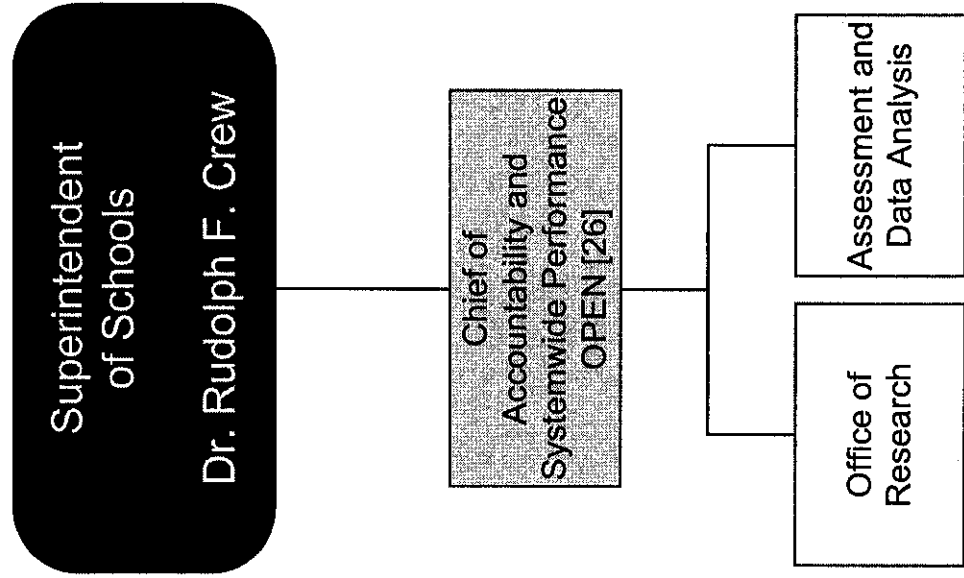 Superintendent
of Schools
Dr. Rudolph F. Crew
Chief of
Accountability and
Systemwide Performance
OPEN [26]
Office of
Research
Assessment and
Data Analysis